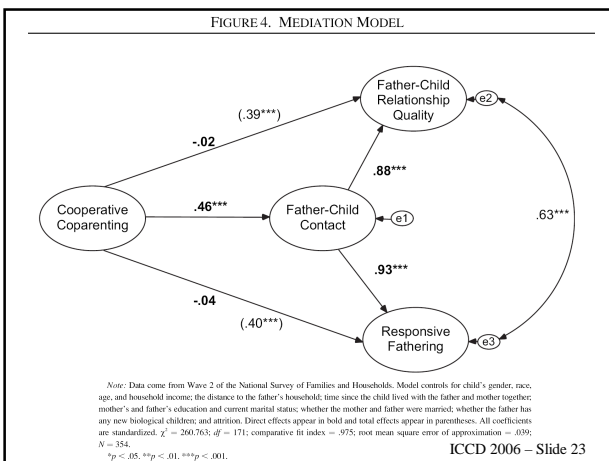 FIGURE 4. MEDIATION MODEL
Father-Child
Relationship
Quality
e2
(.39***)
-.02
.88***
Cooperative
Coparenting
.46***
Father-Child
Contact
e1
.63***
.93***
-.04
(.40***)
Responsive
Fathering
e3
Note: Data come from Wave 2 of the National Survey of Families and Households. Model controls for child's gender, race,
age, and household income; the distance to the father's household; time since the child lived with the father and mother together;
mother's and father's education and current marital status; whether the mother and father were married; whether the father has
any new biological children; and attrition. Direct effects appear in bold and total effects appear in parentheses. All coefficients
are standardized. χ² = 260.763; df = 171; comparative fit index = .975; root mean square error of approximation = .039;
N = 354.
*p < .05. **p < .01. ***p < .001.
ICCD 2006 – Slide 23